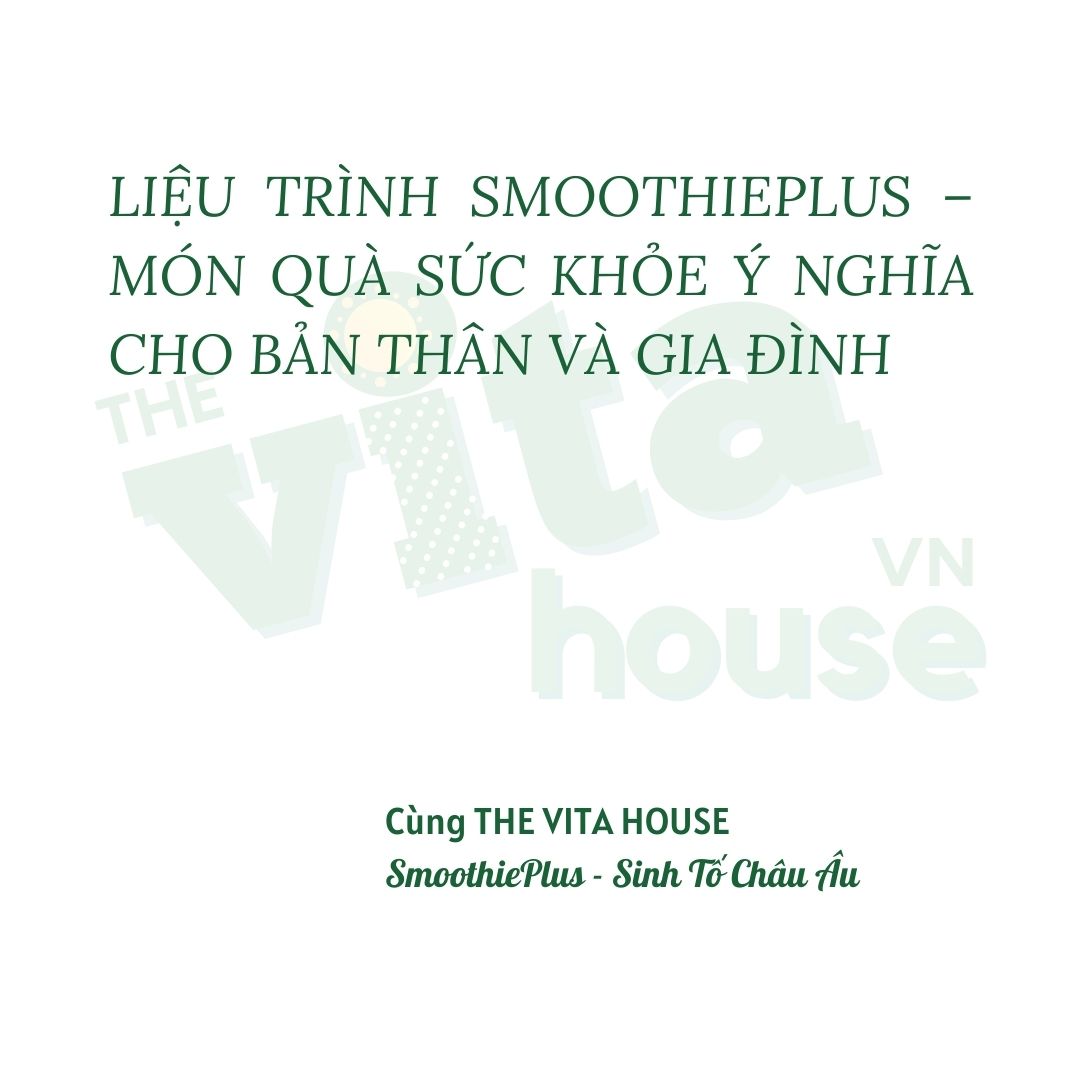 LIỆU TRÌNH SMOOTHIEPLUS –
MÓN QUÀ SỨC KHỎE Ý NGHĨA
CHO BẢN THÂN VÀ GIA ĐÌNH
THE
vita
VN
house
Cùng THE VITA HOUSE
SmoothiePlus - Sinh Tố Châu Âu